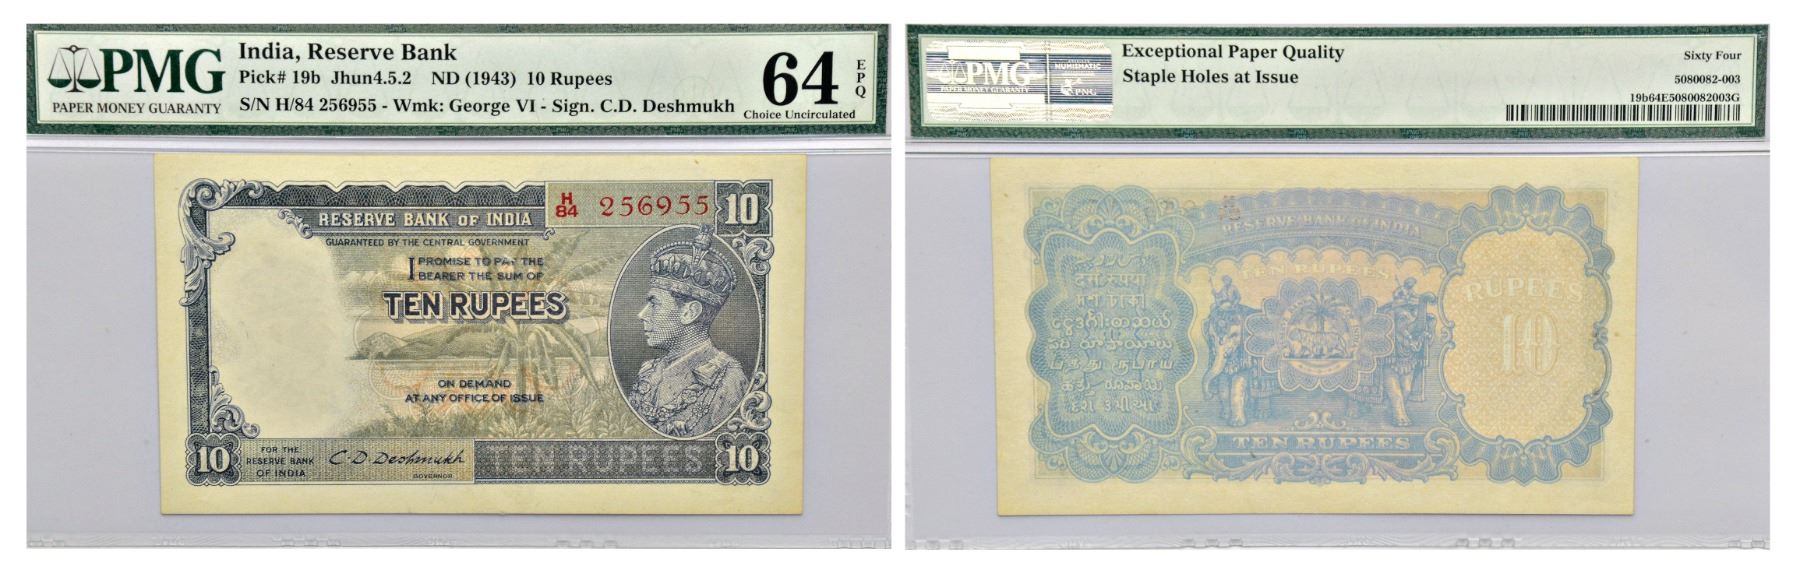 PMG
PAPER MONEY GUARANTY
India, Reserve Bank
Pick# 19b Jhun4.5.2 ND (1943) 10 Rupees
S/N H/84 256955 - Wmk: George VI - Sign. C.D. Deshmukh
64 EPQ
Choice Uncirculated
H/84 256955 10
RESERVE BANK OF INDIA
GUARANTEED BY THE CENTRAL GOVERNMENT
I PROMISE TO PAY THE
BEARER THE SUM OF
TEN RUPEES
ON DEMAND
AT ANY OFFICE OF ISSUE
10 FOR THE
RESERVE BANK
OF INDIA
C D Deshmukh
GOVERNOR
TEN RUPEES 10
PMG
NUMISMATIC
PNG
Exceptional Paper Quality
Staple Holes at Issue
Sixty Four
5080082-003
19b64E5080082003G
RESERVE BANK OF INDIA
TEN RUPEES
RUPEES
10
TEN RUPEES